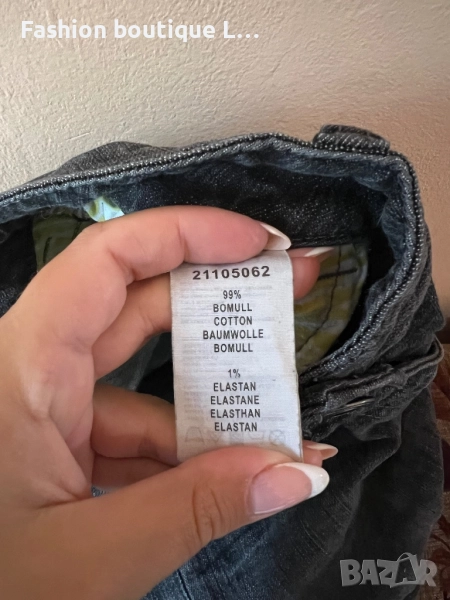 Fashion boutique L...
21105062
99%
BOMULL
COTTON
BAUMWOLLE
BOMULL
1%
ELASTAN
ELASTANE
ELASTHAN
ELASTAN
bazar